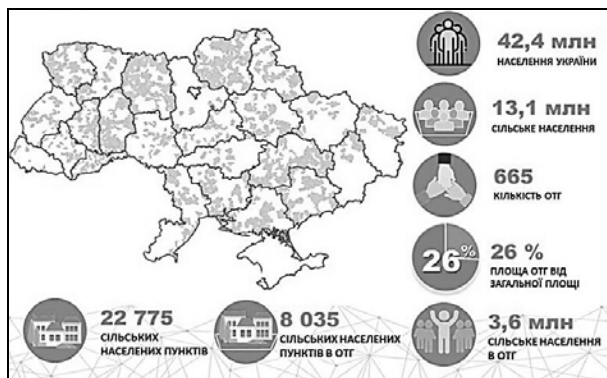 42,4 млн
НАСЕЛЕННЯ УКРАЇНИ
13,1 млн
СІЛЬСЬКЕ НАСЕЛЕННЯ
665
КІЛЬКІСТЬ ОТГ
26%
26 %
ПЛОЩА ОТГ ВІД
ЗАГАЛЬНОЇ ПЛОЩІ
22 775
СІЛЬСЬКИХ
НАСЕЛЕНИХ ПУНКТІВ
8 035
СІЛЬСЬКИХ НАСЕЛЕНИХ
ПУНКТІВ В ОТГ
3,6 млн
СІЛЬСЬКЕ НАСЕЛЕННЯ
В ОТГ